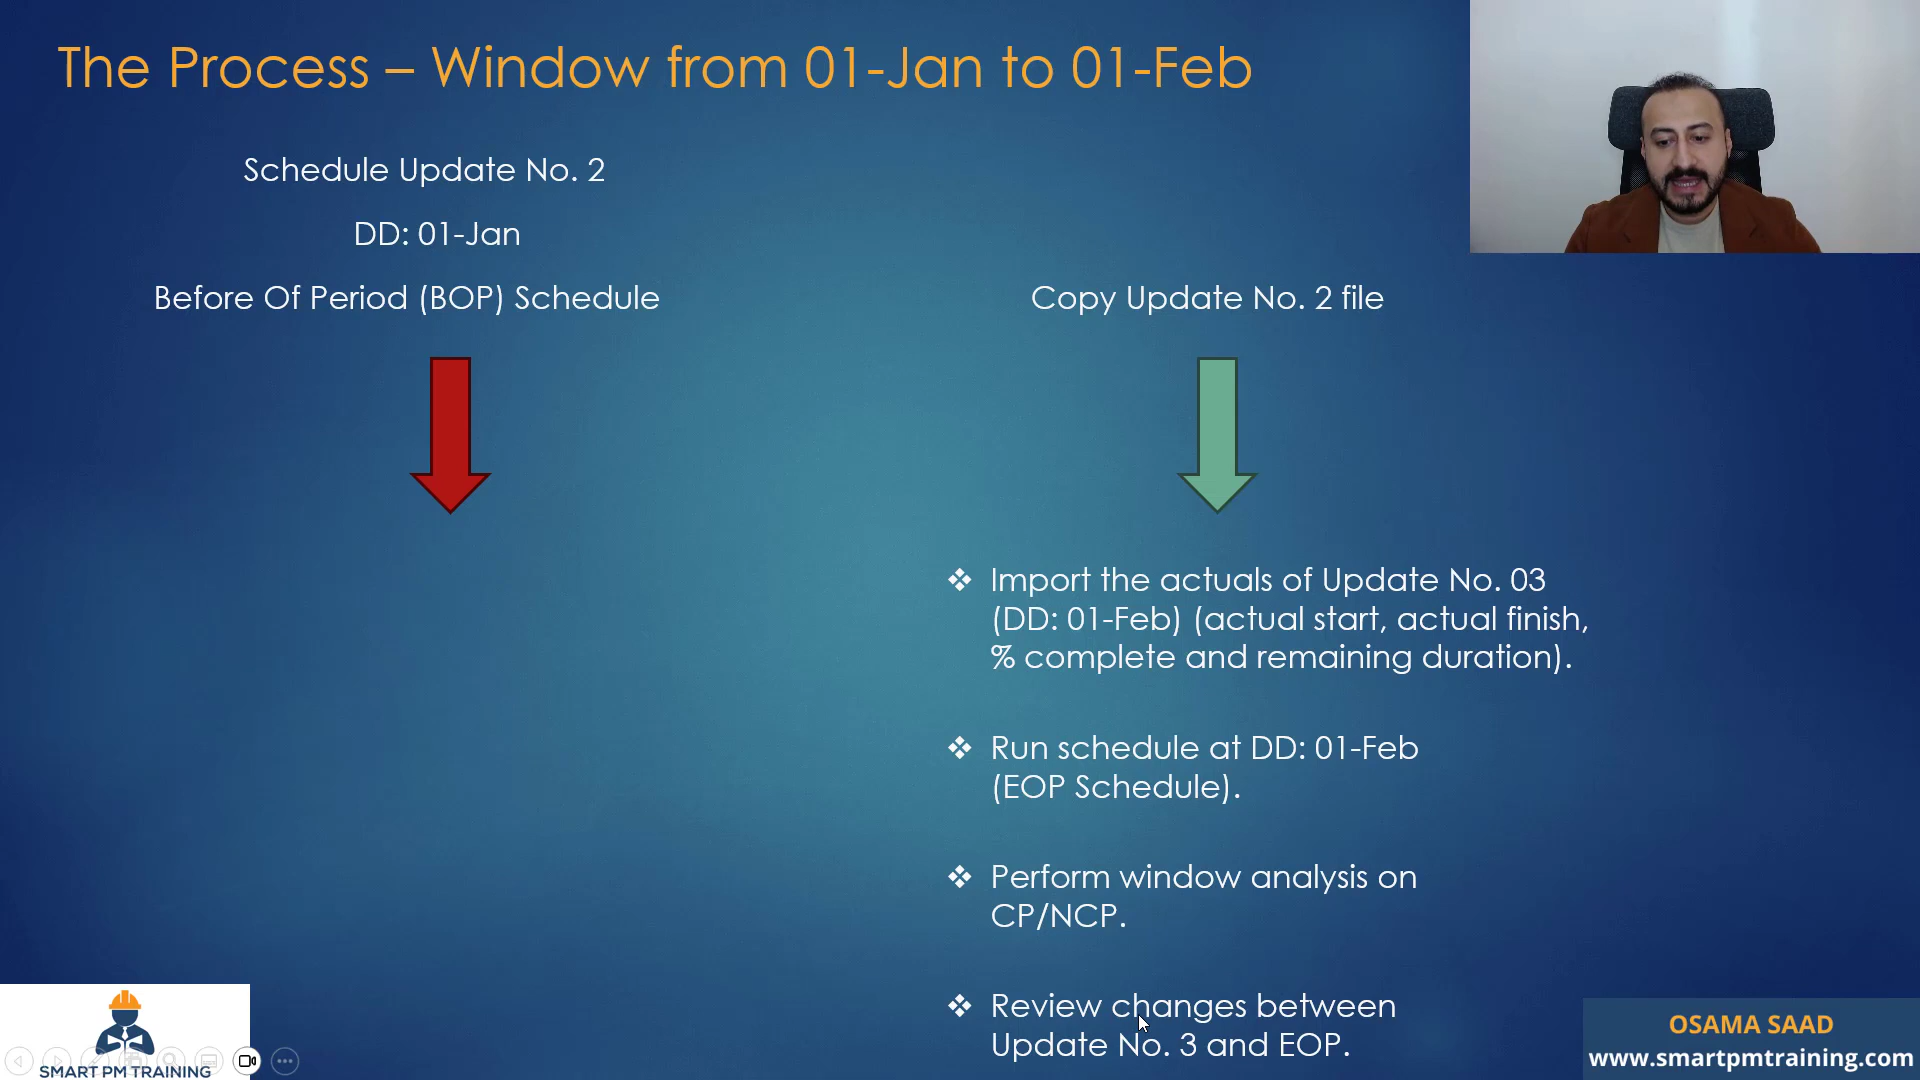 The Process – Window from 01-Jan to 01-Feb
Schedule Update No. 2
DD: 01-Jan
Before Of Period (BOP) Schedule
Copy Update No. 2 file
❖ Import the actuals of Update No. 03
(DD: 01-Feb) (actual start, actual finish,
% complete and remaining duration).
❖ Run schedule at DD: 01-Feb
(EOP Schedule).
❖ Perform window analysis on
CP/NCP.
❖ Review changes between
Update No. 3 and EOP.
SMART PM TRAINING
OSAMA SAAD
www.smartpmtraining.com